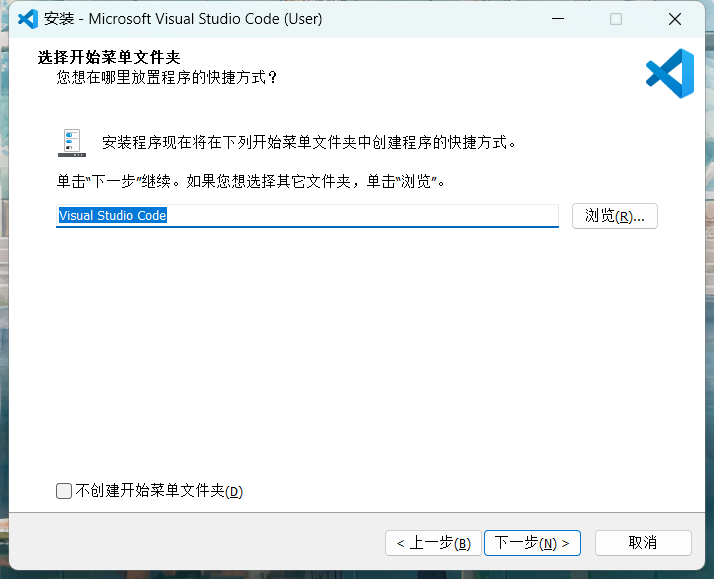 安装 - Microsoft Visual Studio Code (User)
选择开始菜单文件夹
您想在哪里放置程序的快捷方式？
安装程序现在将在下列开始菜单文件夹中创建程序的快捷方式。
单击“下一步”继续。如果您想选择其它文件夹，单击“浏览”。
Visual Studio Code
浏览(R)...
不创建开始菜单文件夹(D)
< 上一步(B)
下一步(N) >
取消